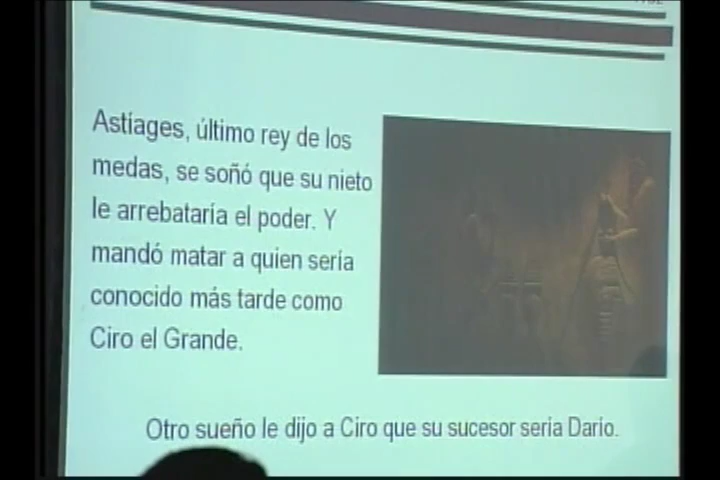 Astiages, último rey de los
medas, se soñó que su nieto
le arrebataría el poder. Y
mandó matar a quien sería
conocido más tarde como
Ciro el Grande.
Otro sueño le dijo a Ciro que su sucesor sería Darío.